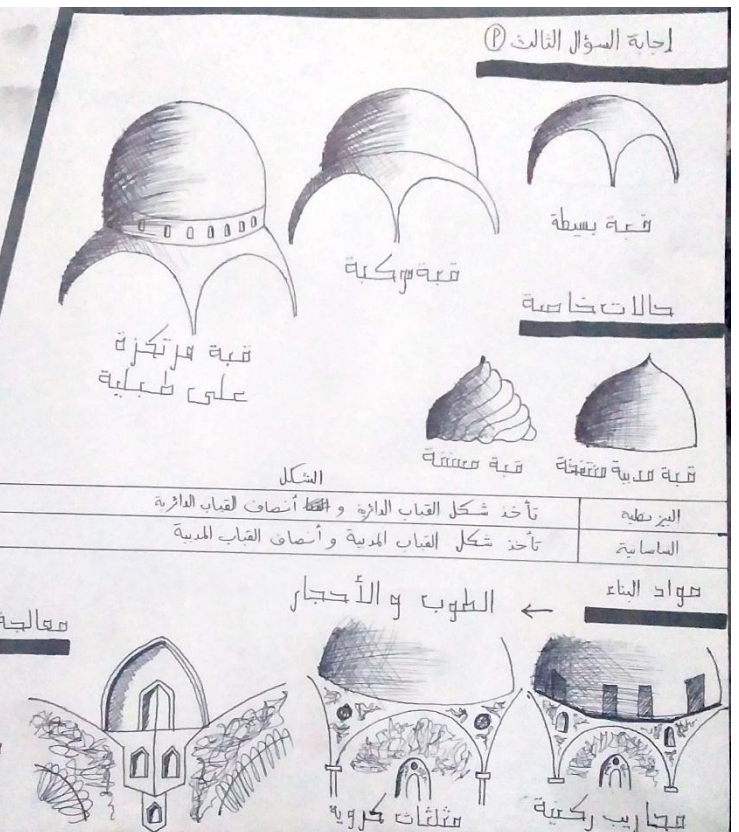 إجابة السؤال الثالث (P)
قبة بسيطة
قبة مركبة
قبة مرتكزة
على طبلية
حالات خاصة
قبة مدببة منتفخة
قبة مسننة
الشكل
البيزنطية
تأخذ شكل القباب الدائرية و أنصاف القباب الدائرية
الساسانية
تأخذ شكل القباب المدببة و أنصاف القباب المدببة
مواد البناء ← الطوب والأحجار
معالجة
محاريب ركنية
مثلثات كروية